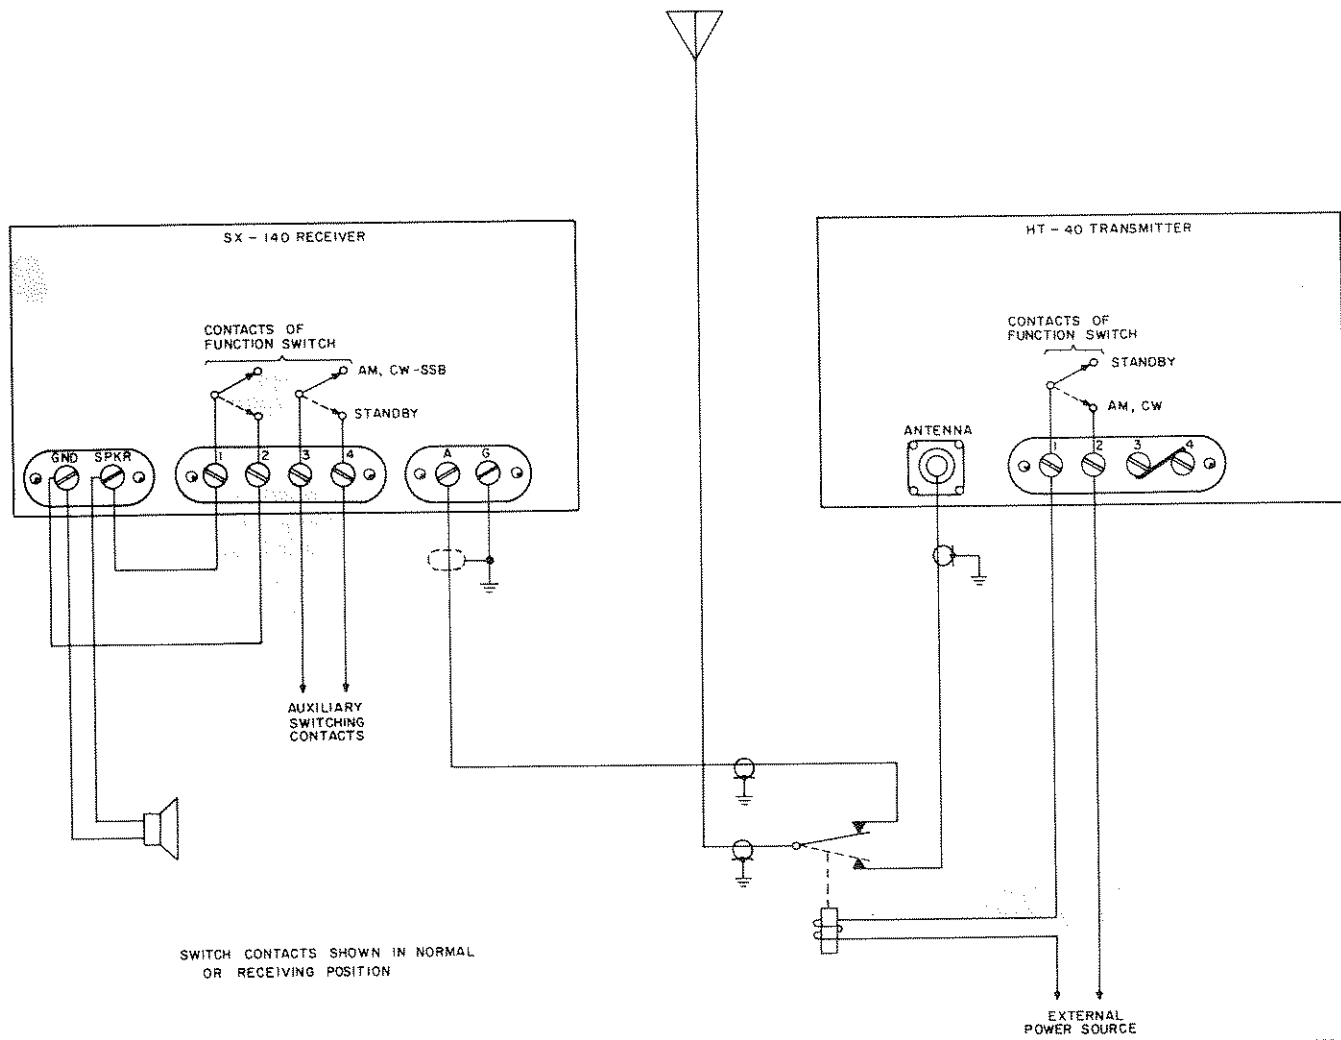 SX - 140 RECEIVER
CONTACTS OF
FUNCTION SWITCH
AM, CW-SSB
STANDBY
GND SPKR
1 2 3 4
A G
AUXILIARY
SWITCHING
CONTACTS
HT - 40 TRANSMITTER
CONTACTS OF
FUNCTION SWITCH
STANDBY
AM, CW
ANTENNA
1 2 3 4
SWITCH CONTACTS SHOWN IN NORMAL
OR RECEIVING POSITION
EXTERNAL
POWER SOURCE